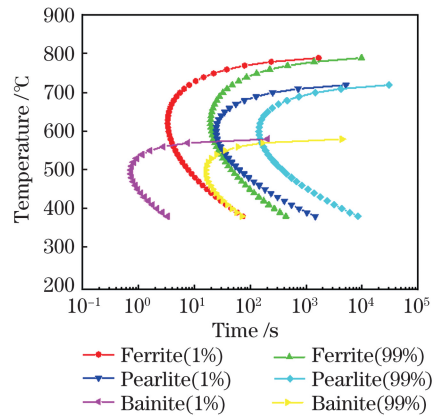 900
800
700
600
500
400
300
200
Temperature /℃
10⁻¹ 10⁰ 10¹ 10² 10³ 10⁴ 10⁵
Time /s
Ferrite(1%) Ferrite(99%)
Pearlite(1%) Pearlite(99%)
Bainite(1%) Bainite(99%)